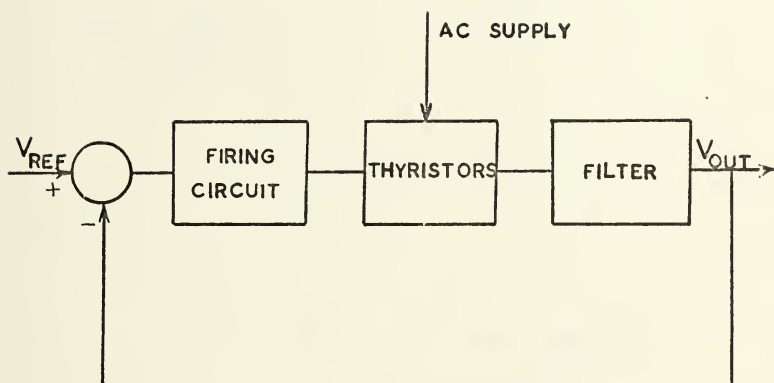 AC SUPPLY
V_REF
+
-
FIRING
CIRCUIT
THYRISTORS
FILTER
V_OUT